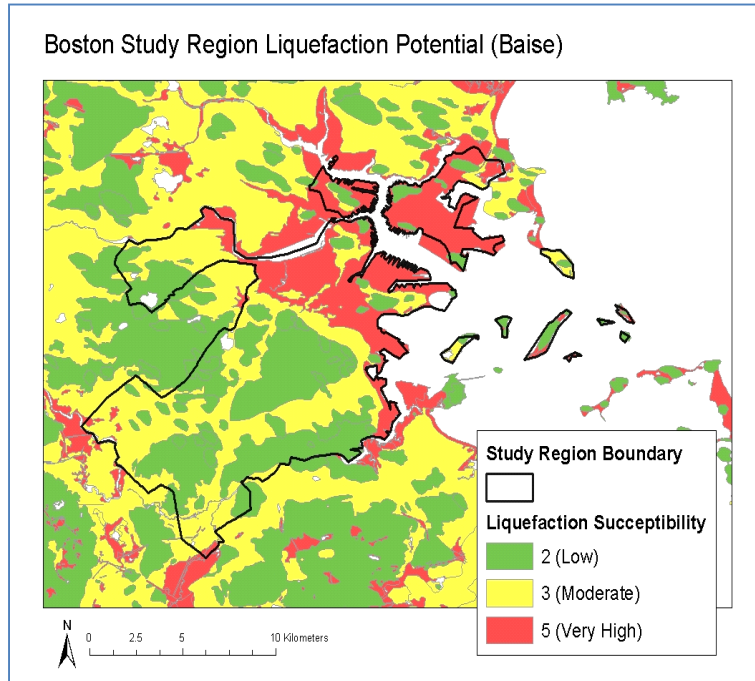 Boston Study Region Liquefaction Potential (Baise)
Study Region Boundary
Liquefaction Succeptibility
2 (Low)
3 (Moderate)
5 (Very High)
N
0 2.5 5 10 Kilometers